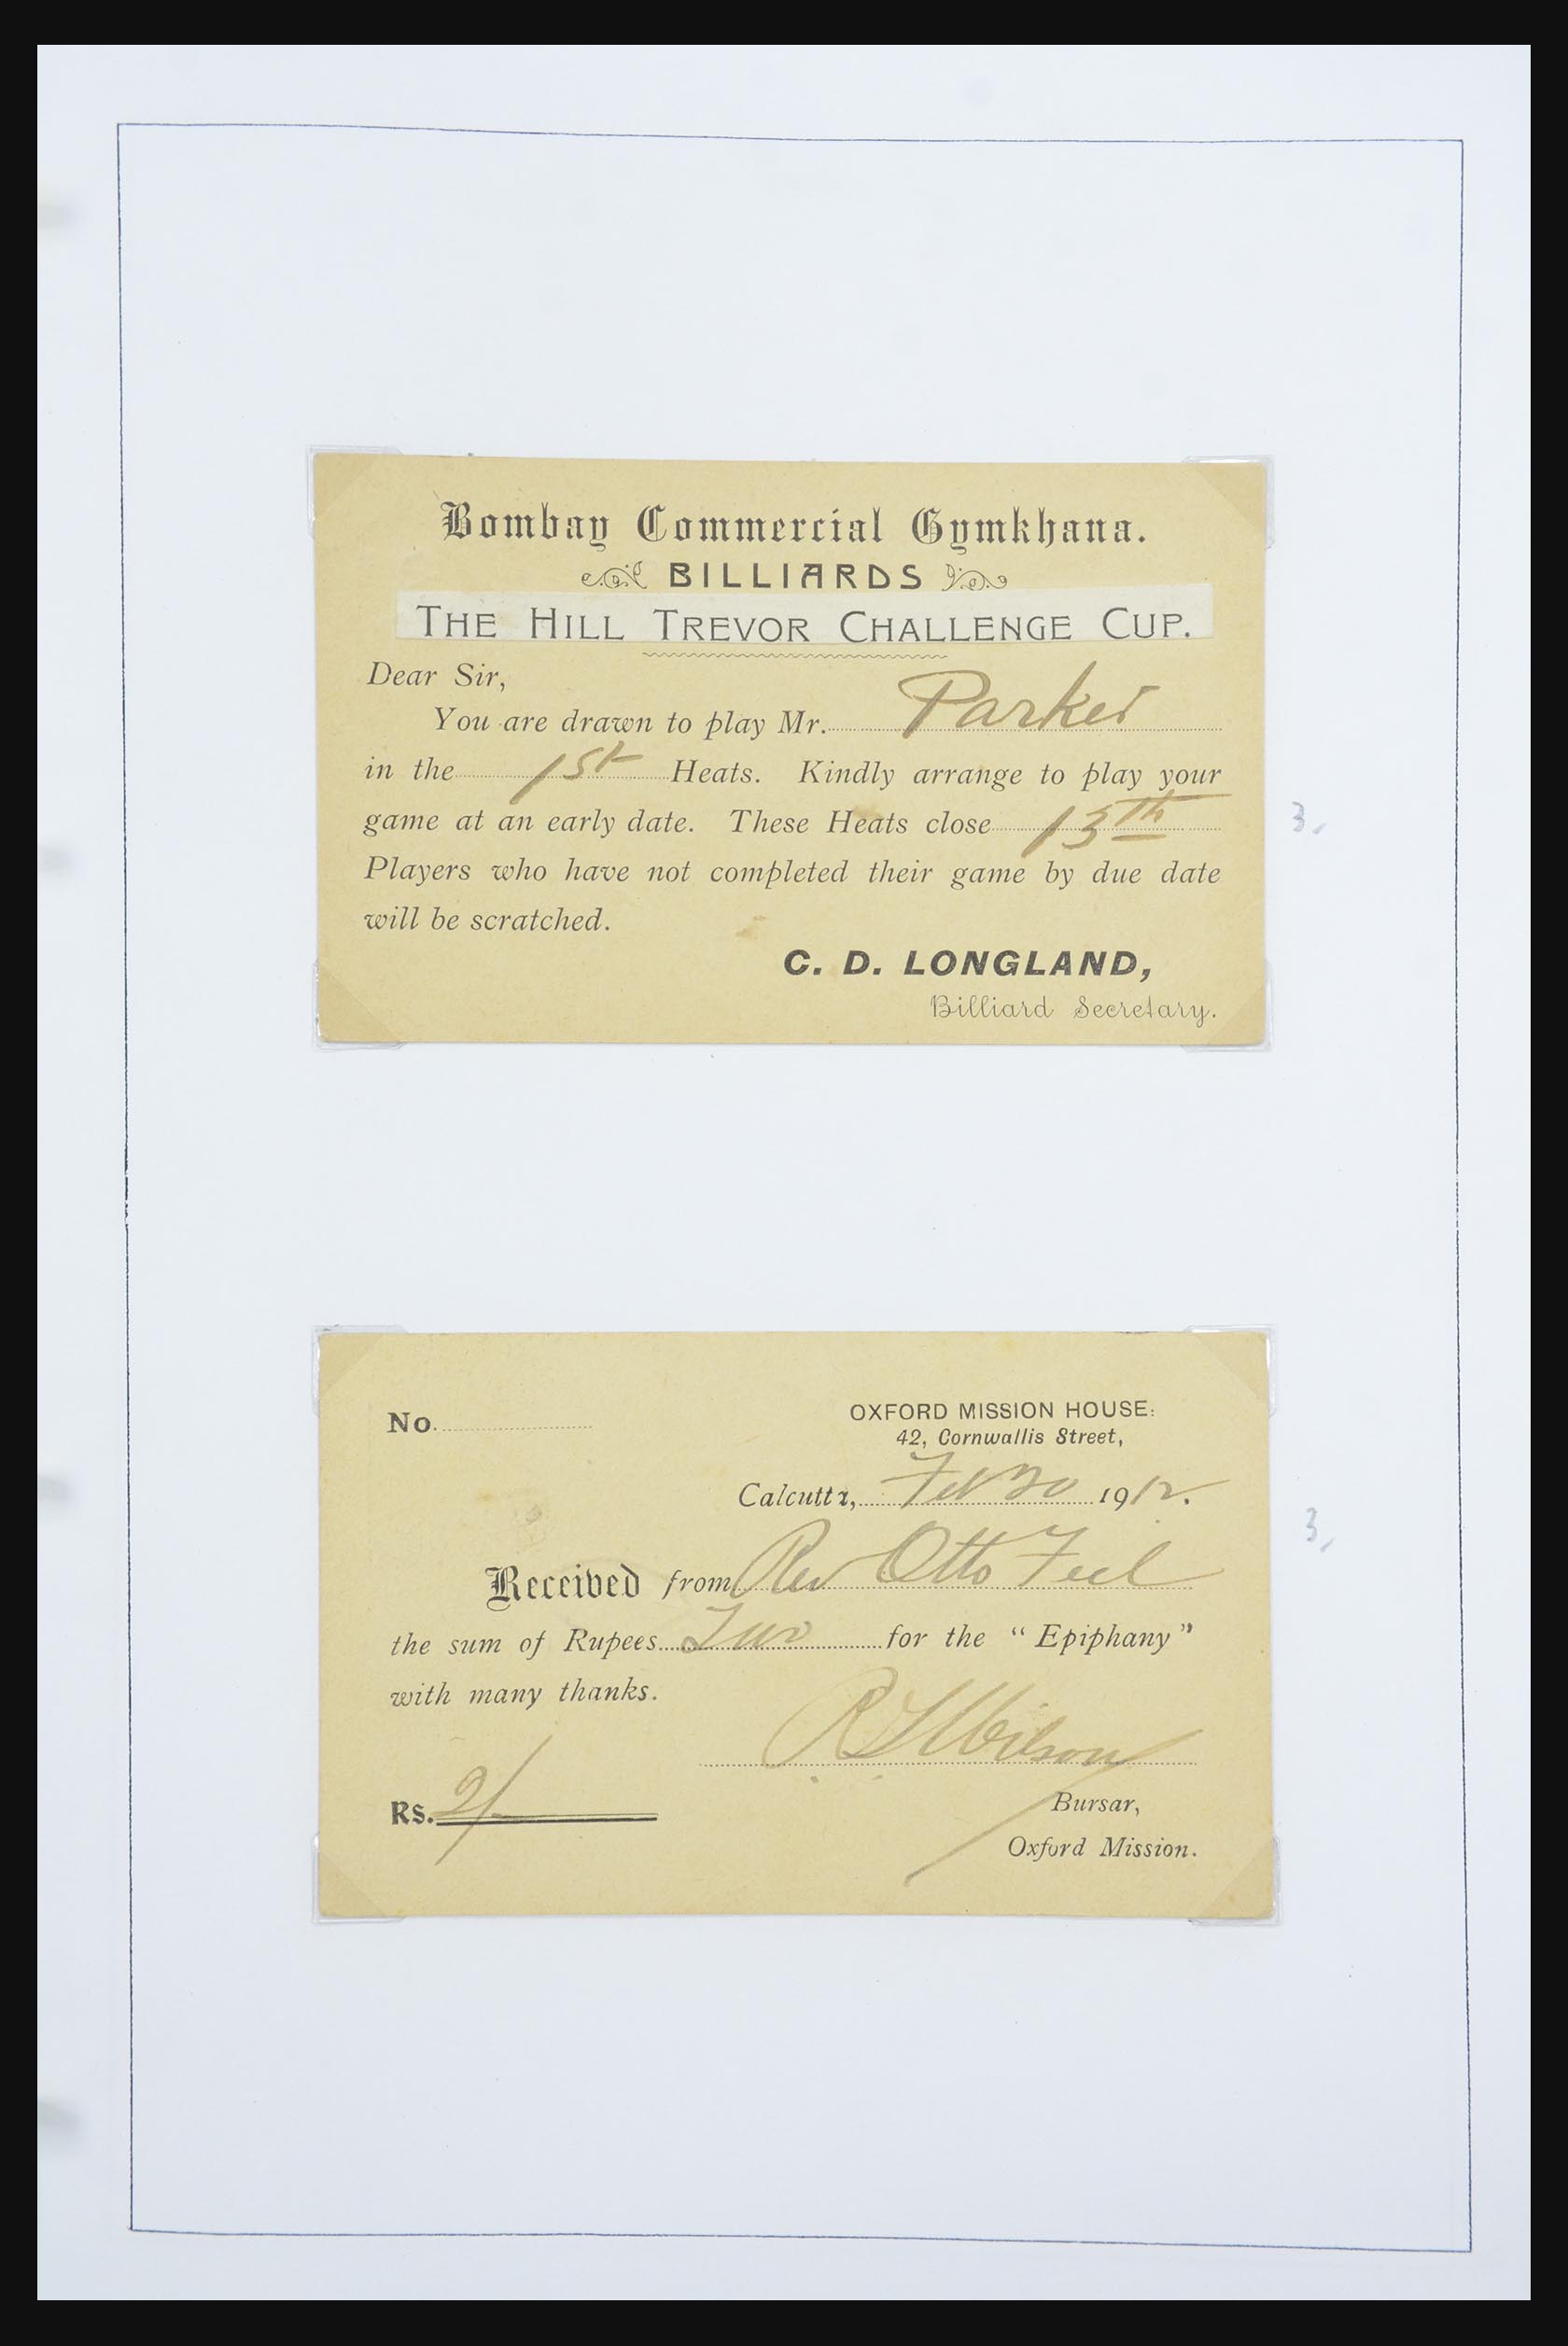 Bombay Commercial Gymkhana.
BILLIARDS
THE HILL TREVOR CHALLENGE CUP.
Dear Sir,
You are drawn to play Mr. Parker
in the 1st Heats. Kindly arrange to play your
game at an early date. These Heats close 13th
Players who have not completed their game by due date
will be scratched.
C. D. LONGLAND,
Billiard Secretary.
3,
No.
OXFORD MISSION HOUSE:
42, Cornwallis Street,
Calcutta, Feb 20 1912.
Received from Rev Otto
the sum of Rupees Two for the “ Epiphany ”
with many thanks.
Wilson
Rs. 2/
Bursar,
Oxford Mission.
3,